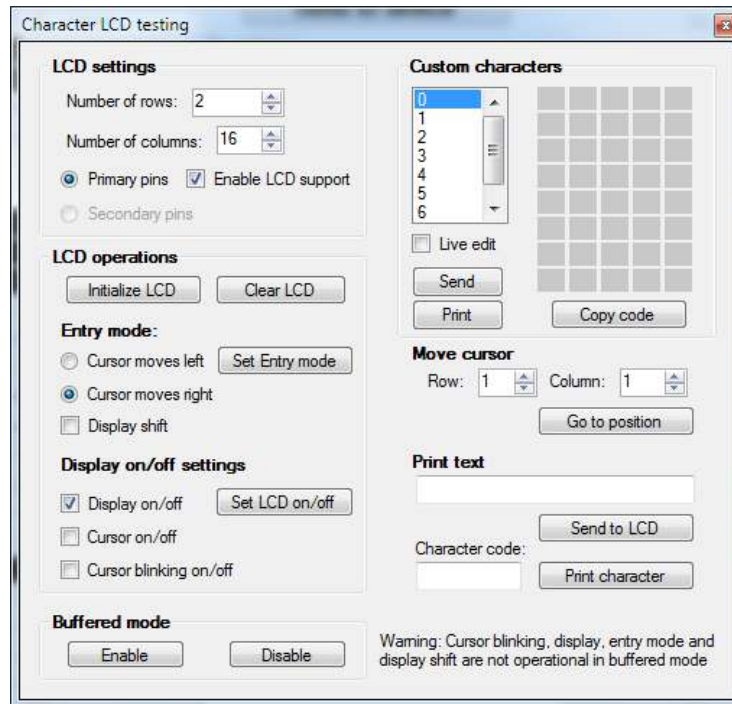 Character LCD testing
LCD settings
Number of rows: 2
Number of columns: 16
Primary pins Enable LCD support
Secondary pins
LCD operations
Initialize LCD Clear LCD
Entry mode:
Cursor moves left Set Entry mode
Cursor moves right
Display shift
Display on/off settings
Display on/off Set LCD on/off
Cursor on/off
Cursor blinking on/off
Buffered mode
Enable Disable
Custom characters
0
1
2
3
4
5
6
Live edit
Send
Print Copy code
Move cursor
Row: 1 Column: 1
Go to position
Print text
Send to LCD
Character code:
Print character
Warning: Cursor blinking, display, entry mode and
display shift are not operational in buffered mode